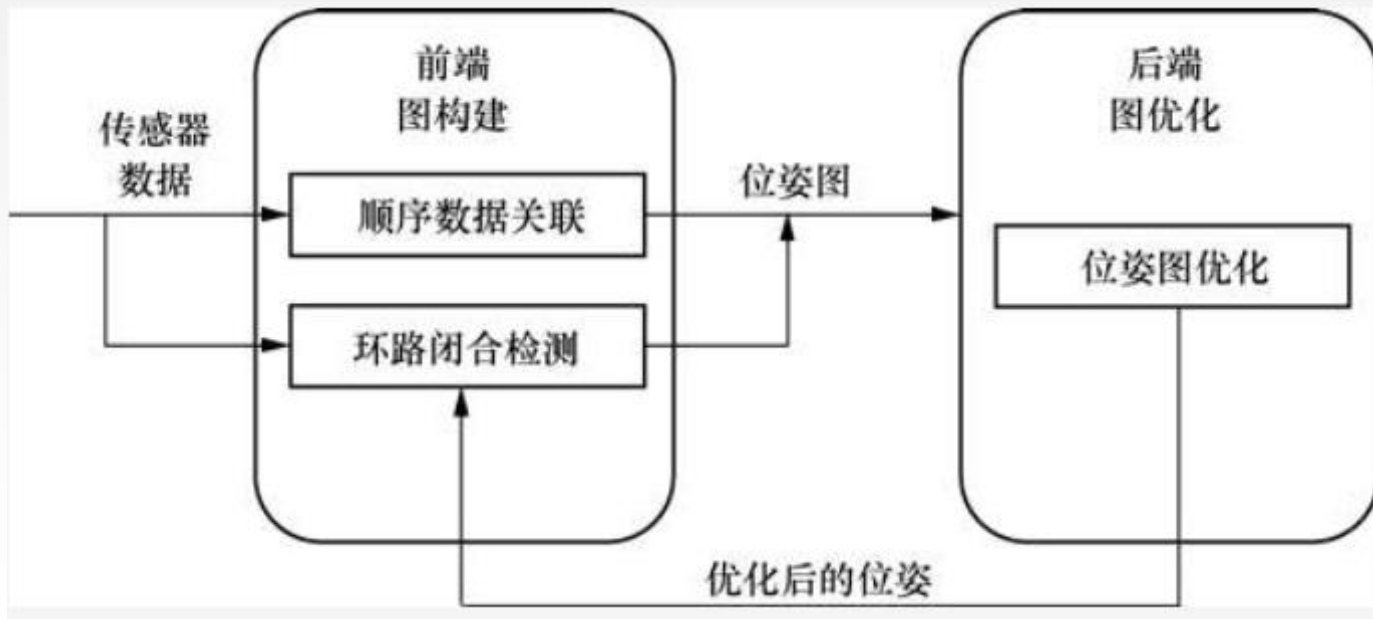 前端
图构建
传感器
数据
顺序数据关联
环路闭合检测
位姿图
后端
图优化
位姿图优化
优化后的位姿